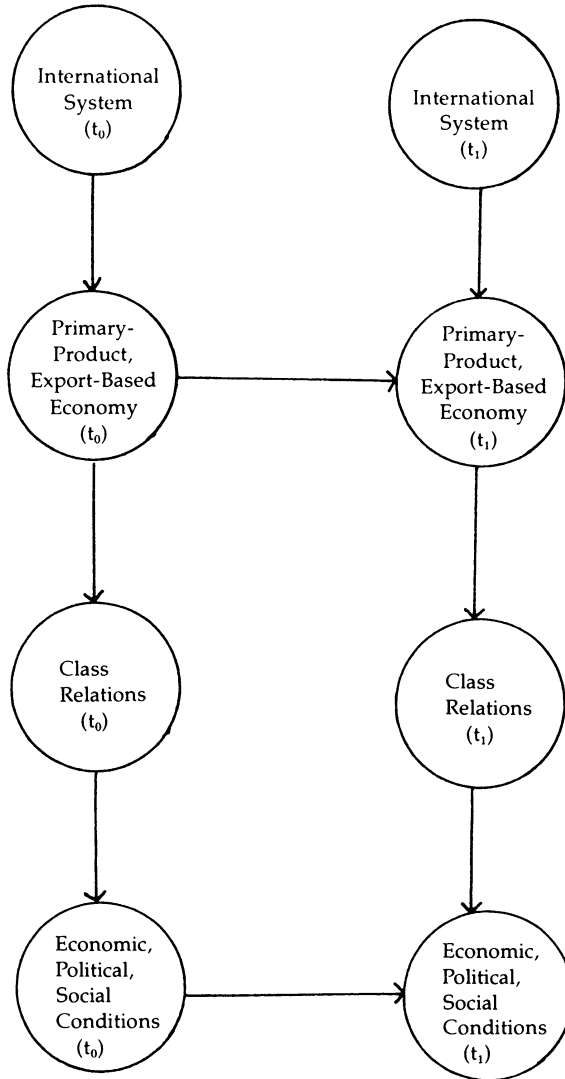 International
System
(t₀)
International
System
(t₁)
Primary-
Product,
Export-Based
Economy
(t₀)
Primary-
Product,
Export-Based
Economy
(t₁)
Class
Relations
(t₀)
Class
Relations
(t₁)
Economic,
Political,
Social
Conditions
(t₀)
Economic,
Political,
Social
Conditions
(t₁)